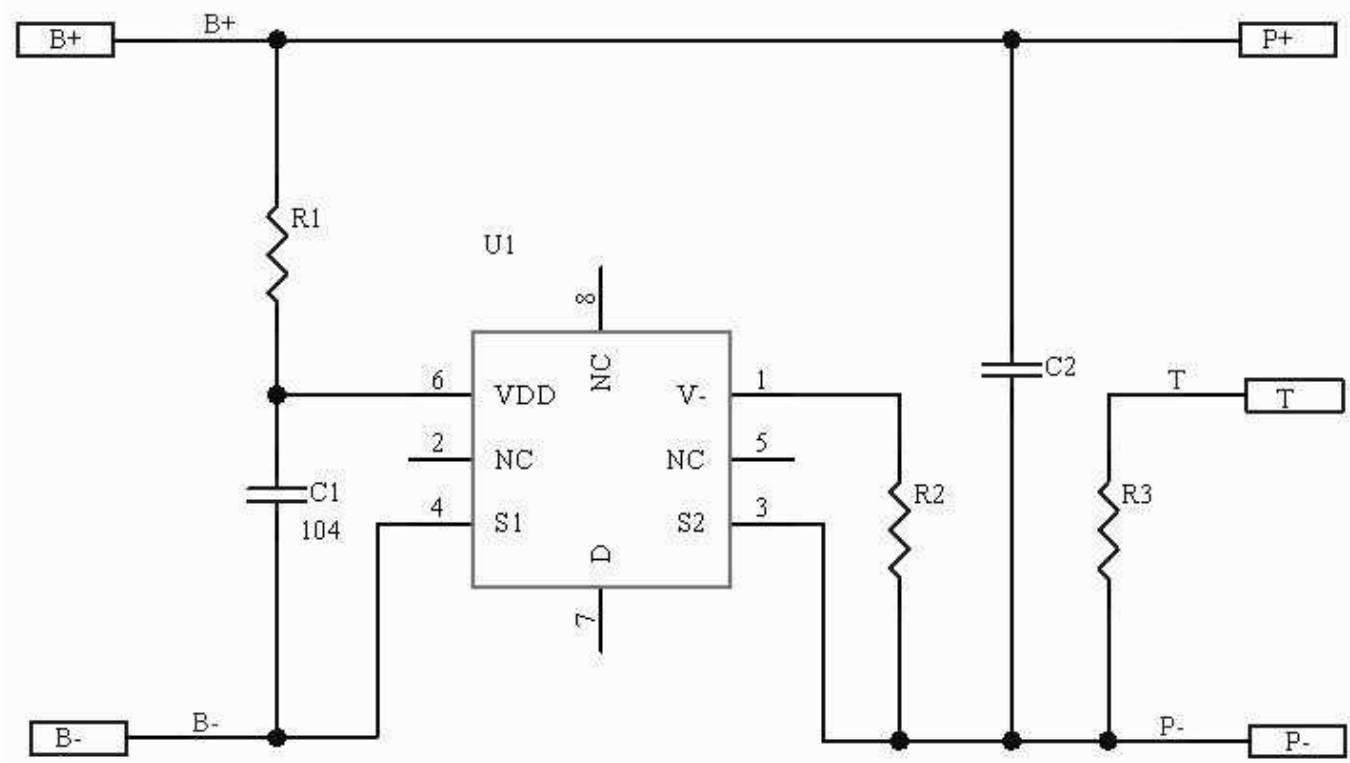 B+
B+
P+
R1
U1
8
NC
6
VDD
V-
1
C2
T
T
2
NC
NC
5
C1
104
R2
R3
4
S1
S2
3
D
7
B-
B-
P-
P-